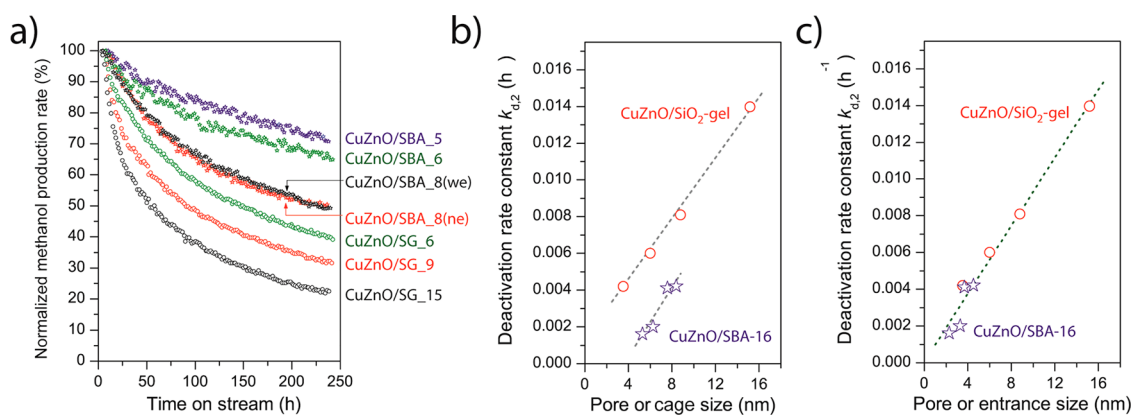 a)
Normalized methanol production rate (%)
100
90
80
70
60
50
40
30
20
10
0
0
50
100
150
200
250
Time on stream (h)
CuZnO/SBA_5
CuZnO/SBA_6
CuZnO/SBA_8(we)
CuZnO/SBA_8(ne)
CuZnO/SG_6
CuZnO/SG_9
CuZnO/SG_15
b)
Deactivation rate constant kd,2 (h
0.016
0.014
0.012
0.010
0.008
0.006
0.004
0.002
0.000
0
4
8
12
16
Pore or cage size (nm)
CuZnO/SiO2-gel
CuZnO/SBA-16
c)
Deactivation rate constant kd,2 (h-1)
0.016
0.014
0.012
0.010
0.008
0.006
0.004
0.002
0.000
0
4
8
12
16
Pore or entrance size (nm)
CuZnO/SiO2-gel
CuZnO/SBA-16